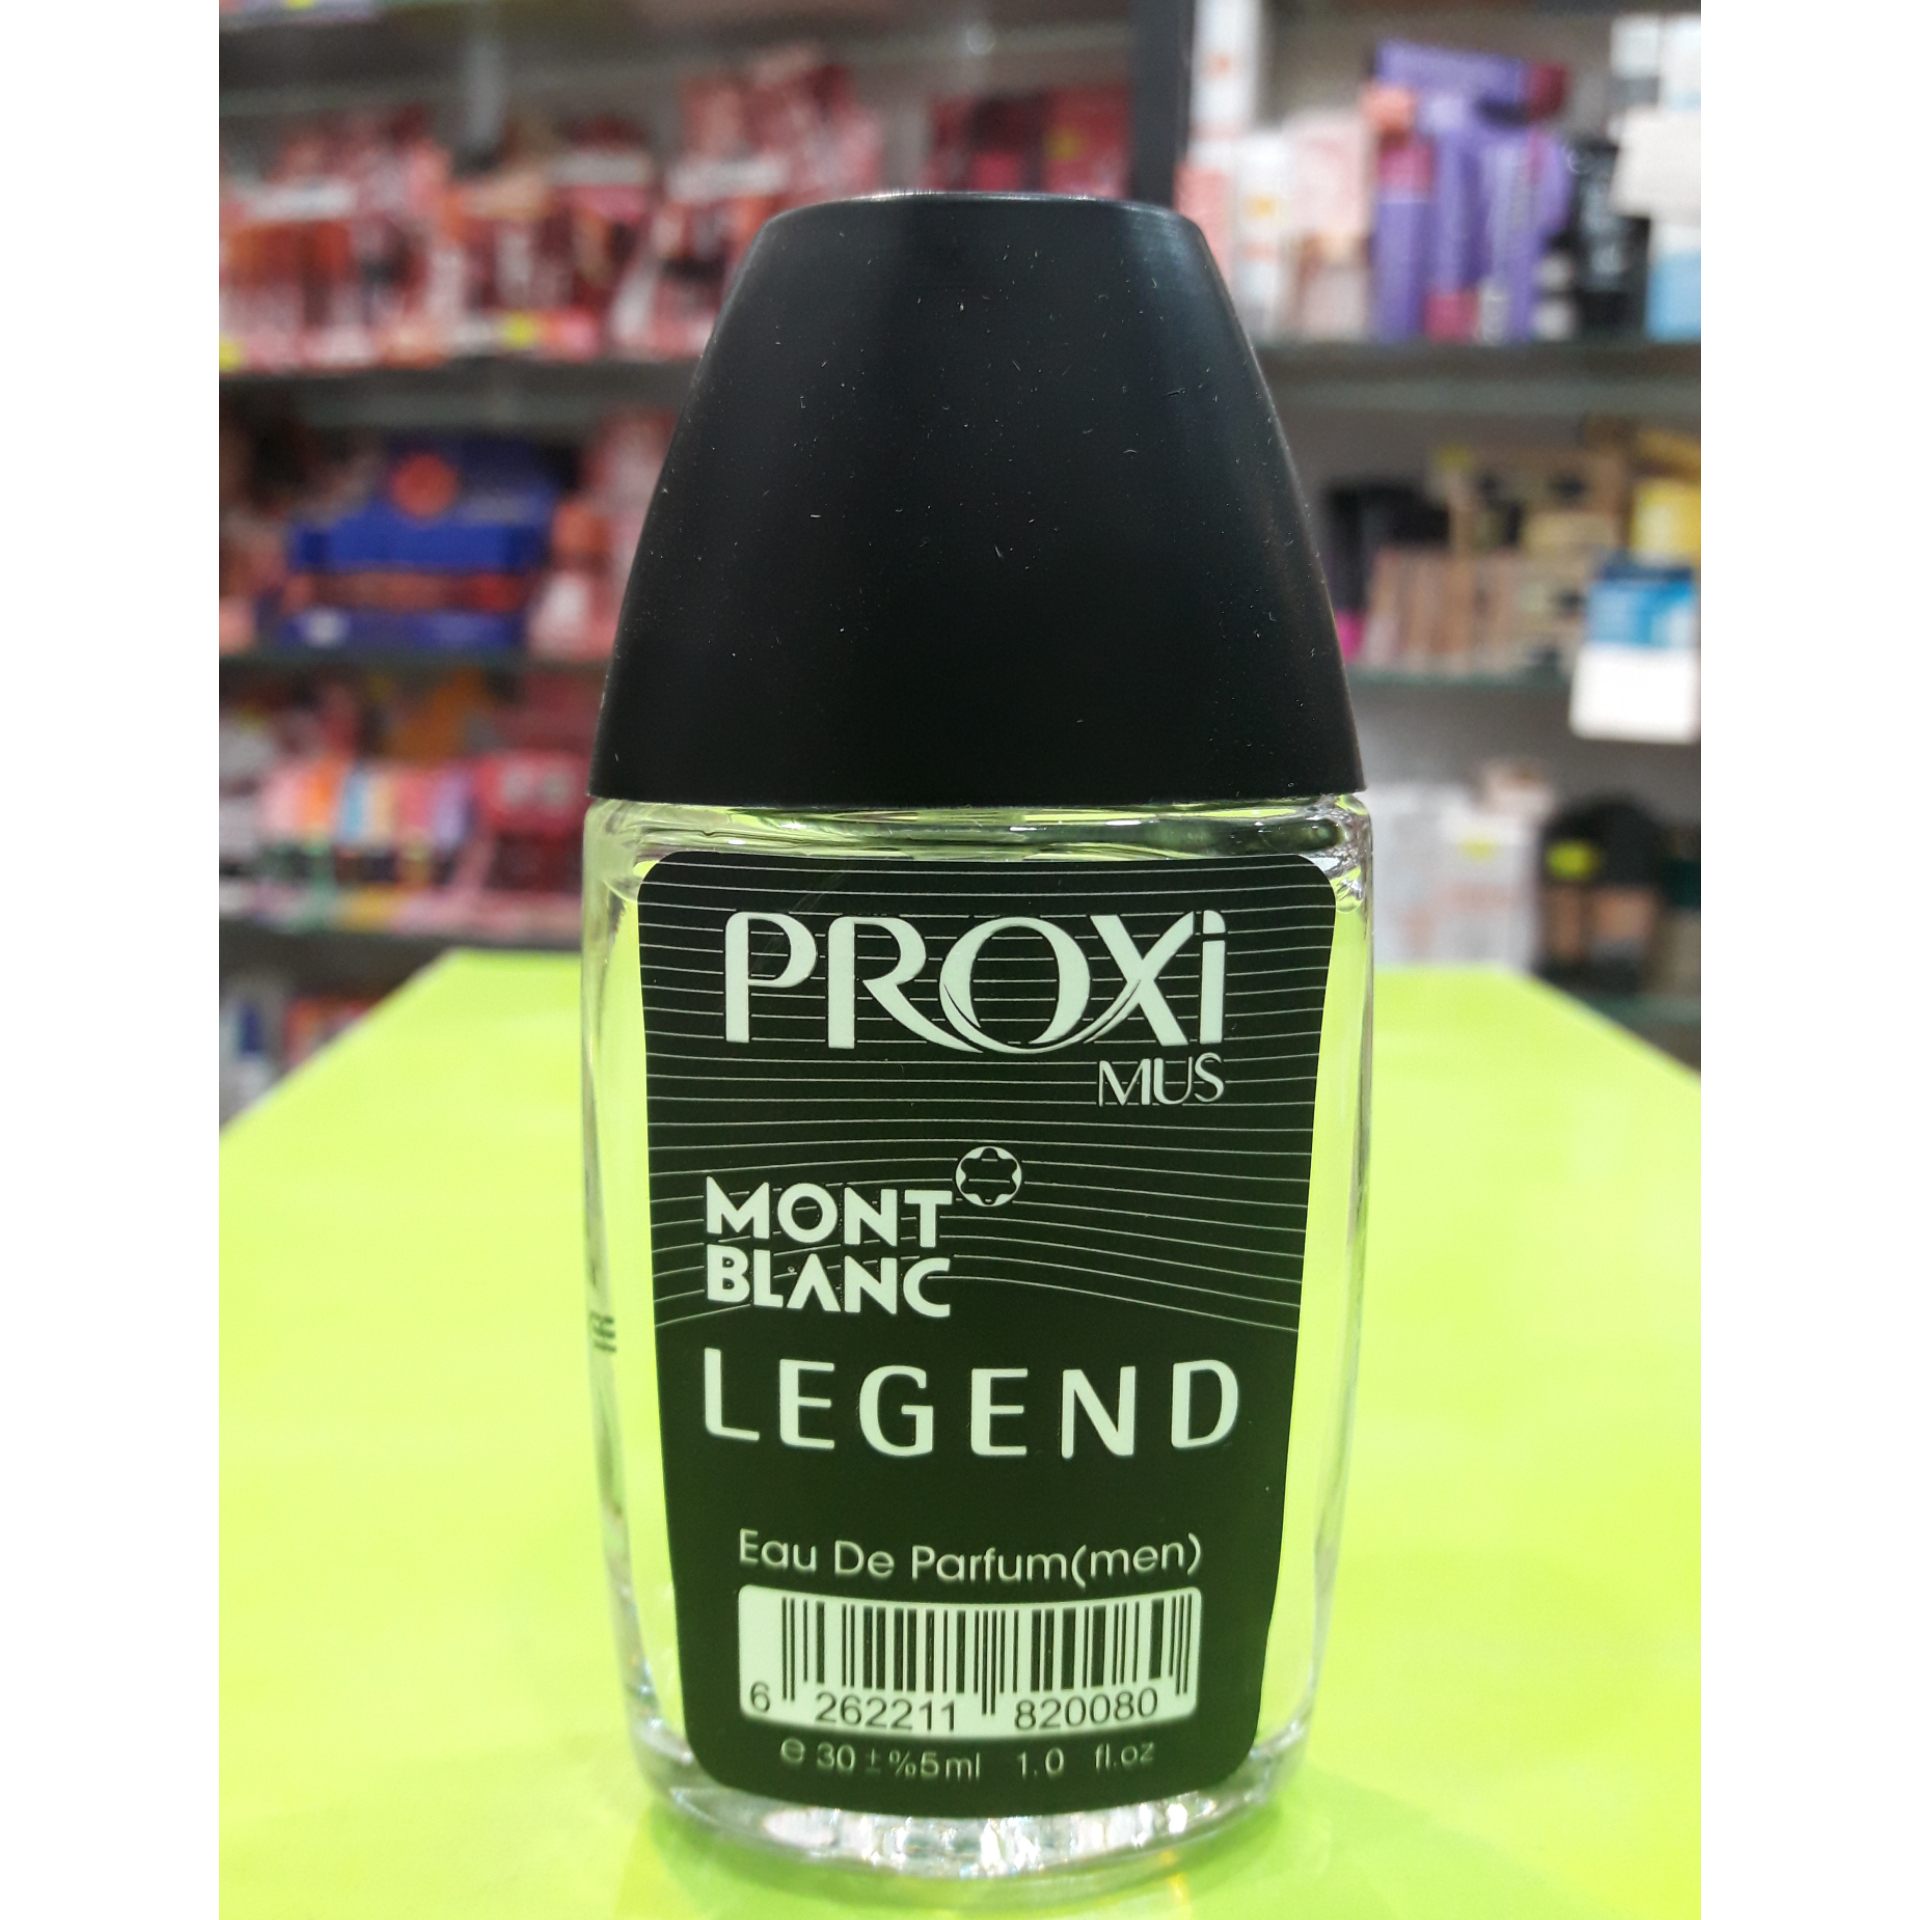 PROXi
MUS
MONT
BLANC
LEGEND
Eau De Parfum(men)
6 262211 820080
℮ 30 ± %5ml 1.0 fl.oz